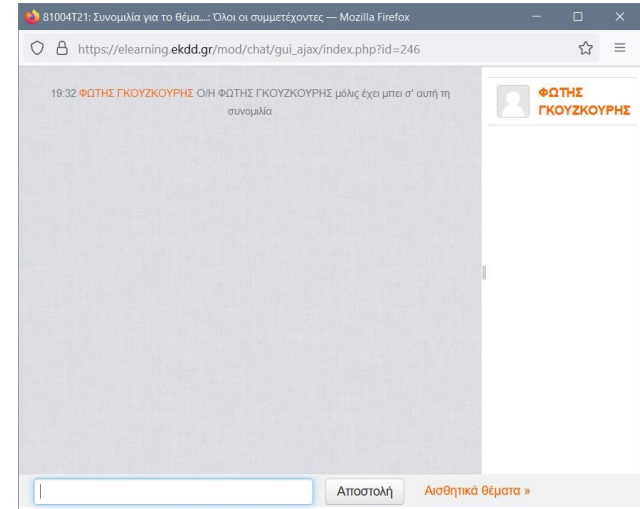 81004T21: Συνομιλία για το θέμα....: Όλοι οι συμμετέχοντες — Mozilla Firefox
https://elearning.ekdd.gr/mod/chat/gui_ajax/index.php?id=246
19:32 ΦΩΤΗΣ ΓΚΟΥΖΚΟΥΡΗΣ Ο/Η ΦΩΤΗΣ ΓΚΟΥΖΚΟΥΡΗΣ μόλις έχει μπει σ' αυτή τη
συνομιλία
ΦΩΤΗΣ
ΓΚΟΥΖΚΟΥΡΗΣ
Αποστολή
Αισθητικά θέματα »